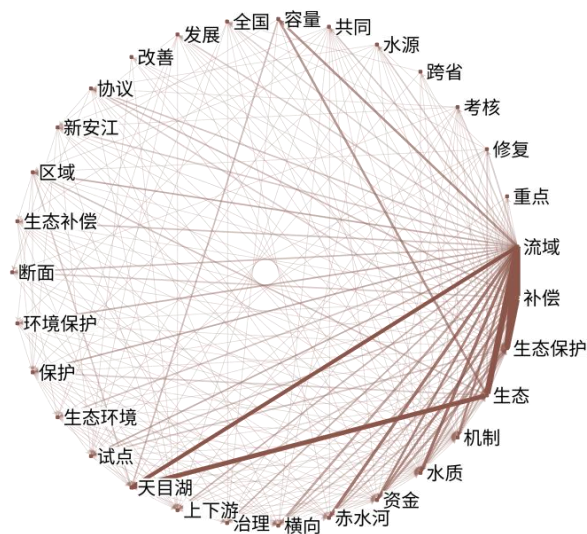 容量
共同
水源
跨省
考核
修复
重点
流域
补偿
生态保护
生态
机制
水质
资金
赤水河
横向
治理
上下游
天目湖
试点
生态环境
保护
环境保护
断面
生态补偿
区域
新安江
协议
改善
发展
全国